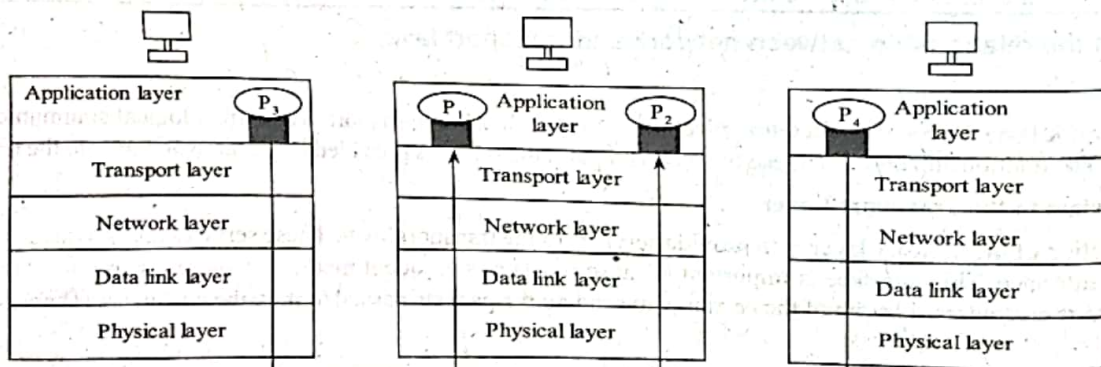 Application layer
P3
Transport layer
Network layer
Data link layer
Physical layer
P1
Application
layer
P2
Transport layer
Network layer
Data link layer
Physical layer
P4
Application
layer
Transport layer
Network layer
Data link layer
Physical layer